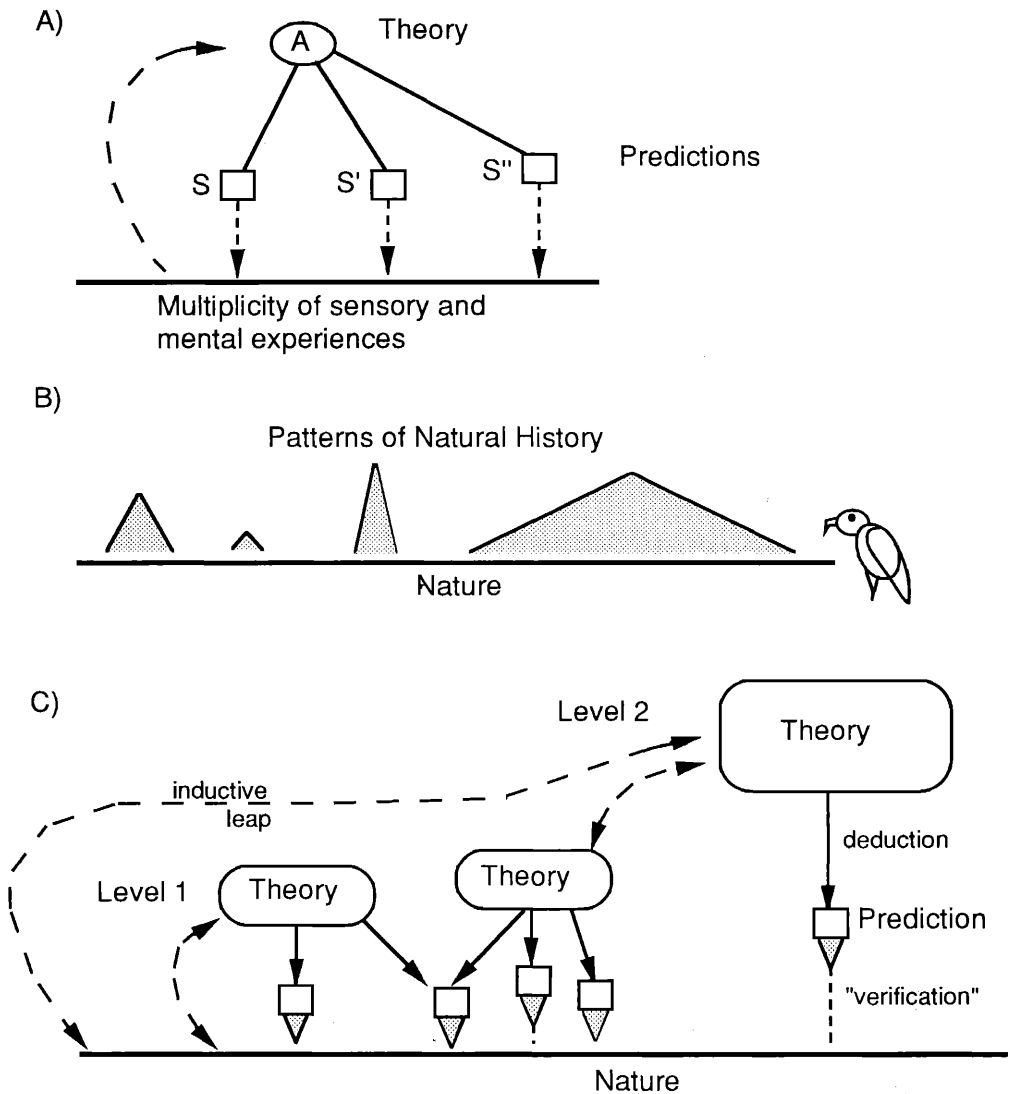 A)
A
Theory
S
S'
S"
Predictions
Multiplicity of sensory and
mental experiences
B)
Patterns of Natural History
Nature
C)
Level 2
Theory
inductive
leap
deduction
Level 1
Theory
Theory
Prediction
"verification"
Nature